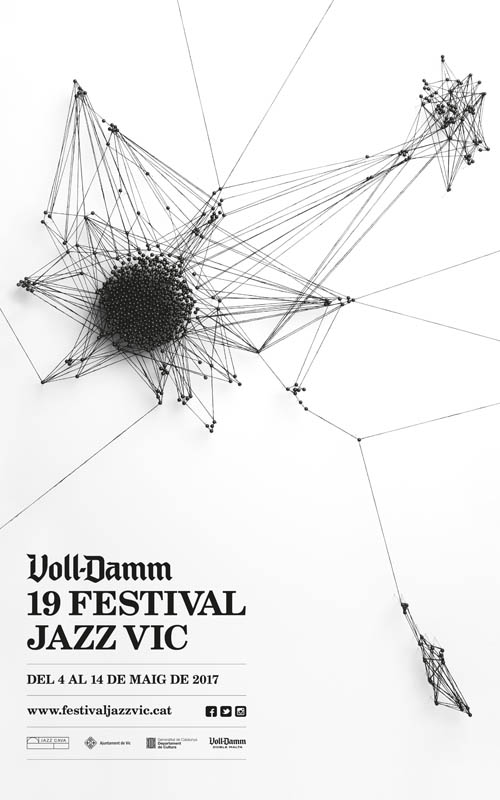 Voll-Damm
19 FESTIVAL
JAZZ VIC
DEL 4 AL 14 DE MAIG DE 2017
www.festivaljazzvic.cat
JAZZ CAVA
Ajuntament de Vic
Generalitat de Catalunya
Departament
de Cultura
Voll-Damm
DOBLE MALTA